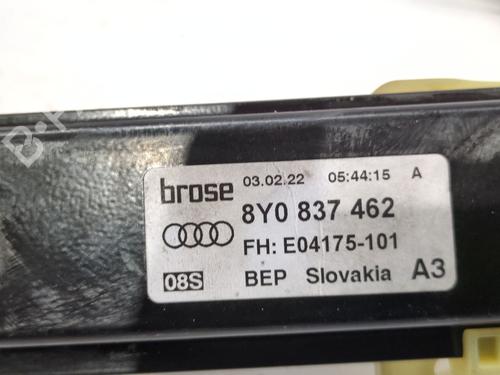 brose 03.02.22 05:44:15 A
8Y0 837 462
FH: E04175-101
08S BEP Slovakia A3